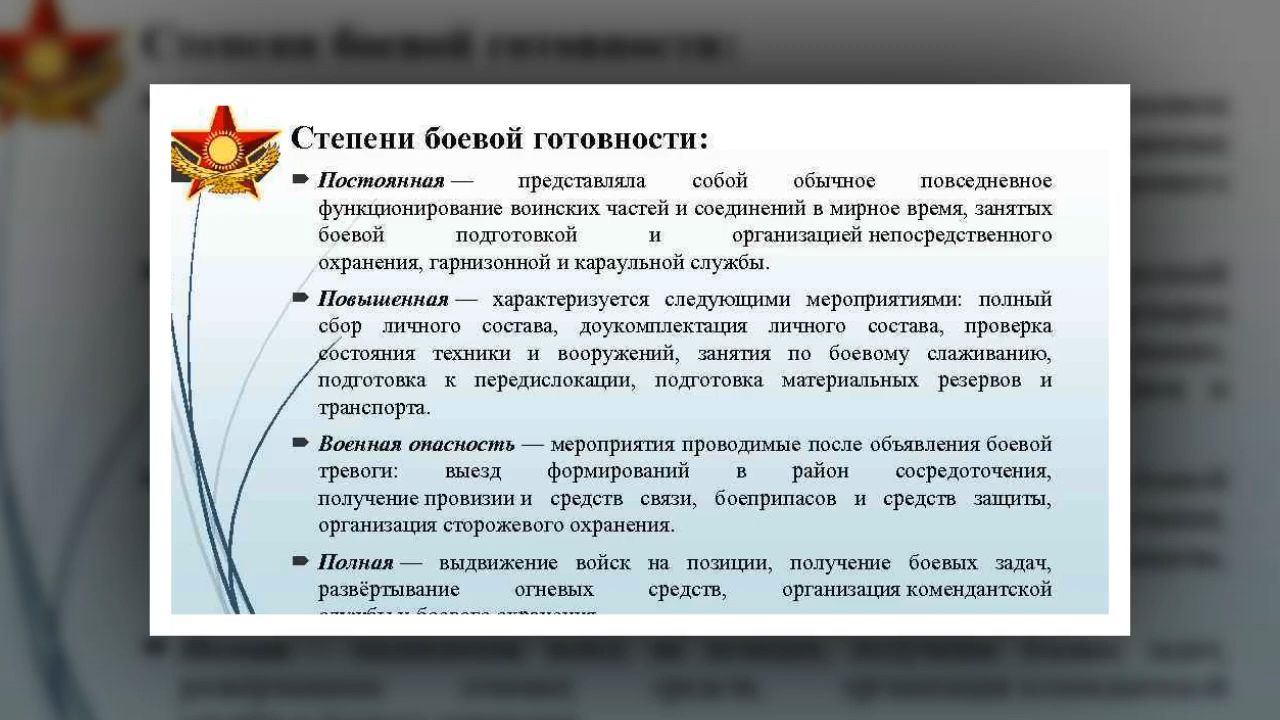 Степени боевой готовности:
Постоянная — представляла собой обычное повседневное
функционирование воинских частей и соединений в мирное время, занятых
боевой подготовкой и организацией непосредственного
охранения, гарнизонной и караульной службы.
Повышенная — характеризуется следующими мероприятиями: полный
сбор личного состава, доукомплектация личного состава, проверка
состояния техники и вооружений, занятия по боевому слаживанию,
подготовка к передислокации, подготовка материальных резервов и
транспорта.
Военная опасность — мероприятия проводимые после объявления боевой
тревоги: выезд формирований в район сосредоточения,
получение провизии и средств связи, боеприпасов и средств защиты,
организация сторожевого охранения.
Полная — выдвижение войск на позиции, получение боевых задач,
развёртывание огневых средств, организация комендантской
службы и боевого охранения.